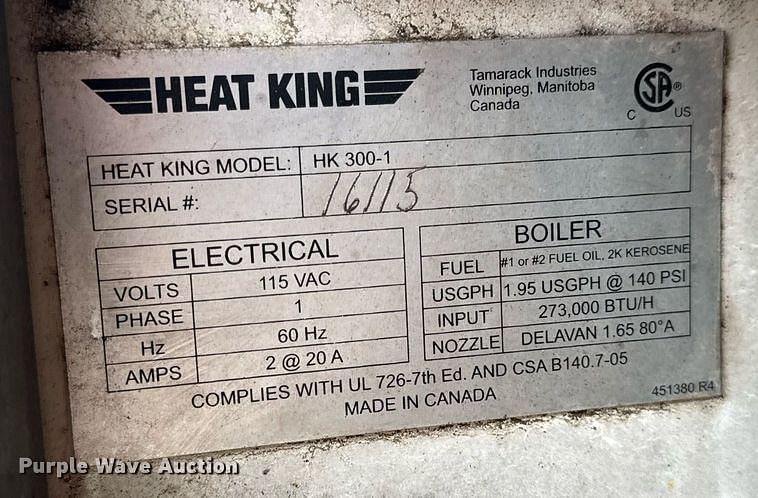 HEAT KING
Tamarack Industries
Winnipeg, Manitoba
Canada
CSA ®
C US
HEAT KING MODEL: HK 300-1
SERIAL #: 16115
ELECTRICAL
VOLTS 115 VAC
PHASE 1
Hz 60 Hz
AMPS 2 @ 20 A
BOILER
FUEL #1 or #2 FUEL OIL, 2K KEROSENE
USGPH 1.95 USGPH @ 140 PSI
INPUT 273,000 BTU/H
NOZZLE DELAVAN 1.65 80°A
COMPLIES WITH UL 726-7th Ed. AND CSA B140.7-05
MADE IN CANADA
451380 R4
Purple Wave Auction